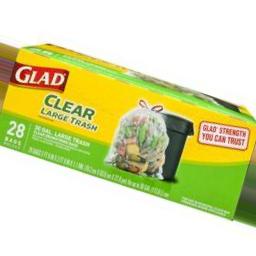 GLAD
CLEAR
LARGE TRASH
28
BAGS
30 GAL. LARGE TRASH
GLAD® STRENGTH
YOU CAN TRUST